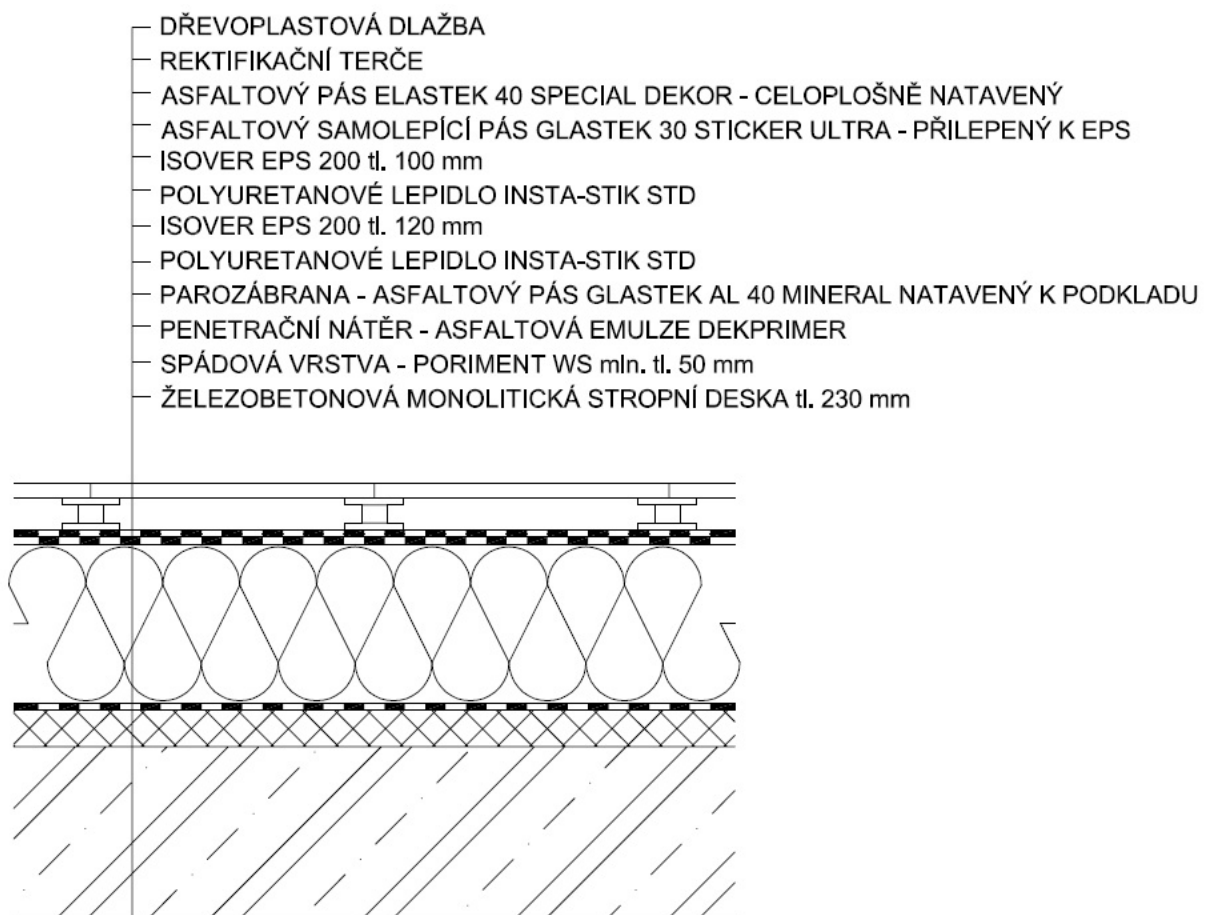 DŘEVOPLASTOVÁ DLAŽBA
REKTIFIKAČNÍ TERČE
ASFALTOVÝ PÁS ELASTEK 40 SPECIAL DEKOR - CELOPLOŠNĚ NATAVENÝ
ASFALTOVÝ SAMOLEPÍCÍ PÁS GLASTEK 30 STICKER ULTRA - PŘILEPENÝ K EPS
ISOVER EPS 200 tl. 100 mm
POLYURETANOVÉ LEPIDLO INSTA-STIK STD
ISOVER EPS 200 tl. 120 mm
POLYURETANOVÉ LEPIDLO INSTA-STIK STD
PAROZÁBRANA - ASFALTOVÝ PÁS GLASTEK AL 40 MINERAL NATAVENÝ K PODKLADU
PENETRAČNÍ NÁTĚR - ASFALTOVÁ EMULZE DEKPRIMER
SPÁDOVÁ VRSTVA - PORIMENT WS min. tl. 50 mm
ŽELEZOBETONOVÁ MONOLITICKÁ STROPNÍ DESKA tl. 230 mm